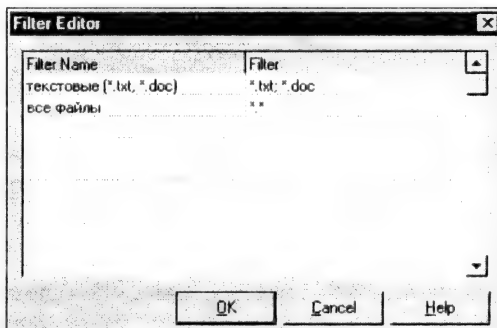 Filter Editor
Filter Name Filter
текстовые (*.txt, *.doc) *.txt; *.doc
все файлы *.*
OK Cancel Help